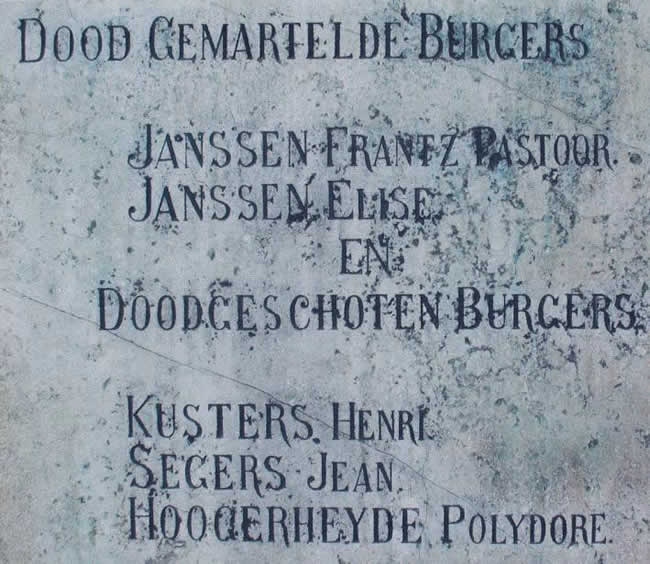 DOOD GEMARTELDE BURGERS
JANSSEN FRANTZ PASTOOR.
JANSSEN ELISE.
EN
DOODGESCHOTEN BURGERS.
KUSTERS HENRI.
SEGERS JEAN.
HOOGERHEYDE POLYDORE.